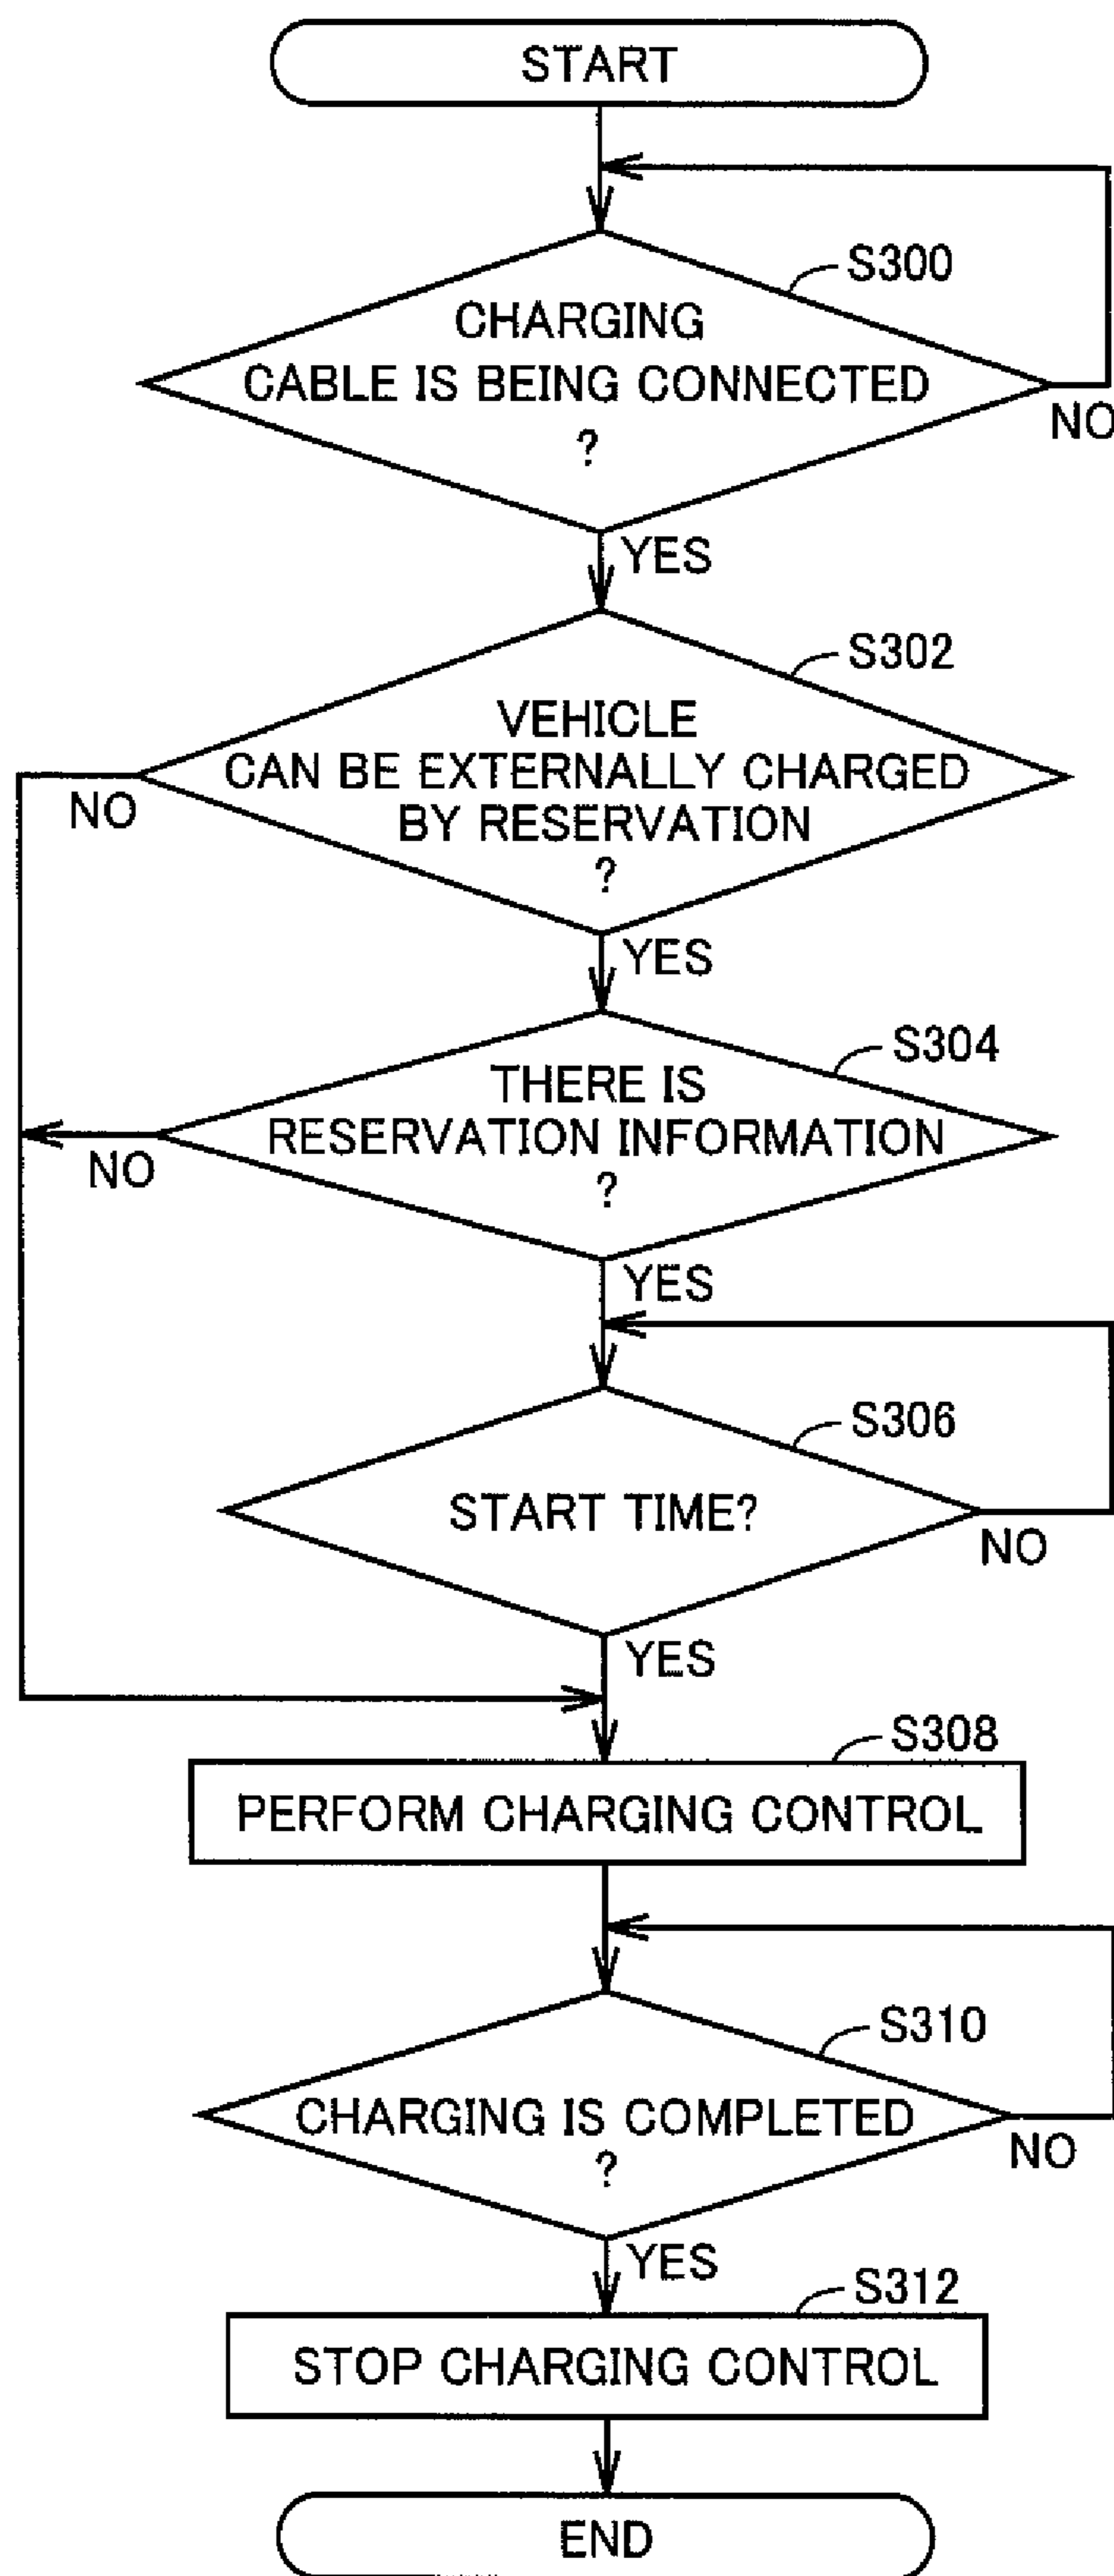 START
S300
CHARGING
CABLE IS BEING CONNECTED
?
NO
YES
S302
VEHICLE
CAN BE EXTERNALLY CHARGED
BY RESERVATION
?
NO
YES
S304
THERE IS
RESERVATION INFORMATION
?
NO
YES
S306
START TIME?
NO
YES
S308
PERFORM CHARGING CONTROL
S310
CHARGING IS COMPLETED
?
NO
YES
S312
STOP CHARGING CONTROL
END